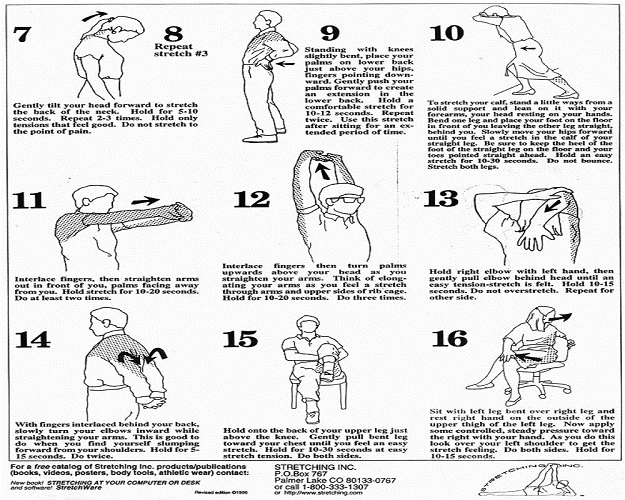 7
8
Repeat
stretch #3
Gently tilt your head forward to stretch
the back of the neck. Hold for 5-10
seconds. Repeat 2-3 times. Hold only
tensions that feel good. Do not stretch to
the point of pain.
9
Standing with knees
slightly bent, place your
palms on lower back
just above your hips,
fingers pointing down-
ward. Gently push your
palms forward to create
an extension in the
lower back. Hold a
comfortable stretch for
10-12 seconds. Repeat
twice. Use this stretch
after sitting for an ex-
tended period of time.
10
To stretch your calf, stand a little ways from a
solid support and lean on it with your
forearms, your head resting on your hands.
Bend one leg and place your foot on the floor
in front of you leaving the other leg straight,
behind you. Slowly move your hips forward
until you feel a stretch in the calf of your
straight leg. Be sure to keep the heel of the
foot of the straight leg on the floor and your
toes pointed straight ahead. Hold an easy
stretch for 10-30 seconds. Do not bounce.
Stretch both legs.
11
Interlace fingers, then straighten arms
out in front of you, palms facing away
from you. Hold stretch for 10-20 seconds.
Do at least two times.
12
Interlace fingers then turn palms
upwards above your head as you
straighten your arms. Think of elong-
ating your arms as you feel a stretch
through arms and upper sides of rib cage.
Hold for 10-20 seconds. Do three times.
13
Hold right elbow with left hand, then
gently pull elbow behind head until an
easy tension-stretch is felt. Hold 10-15
seconds. Do not overstretch. Repeat for
other side.
14
With fingers interlaced behind your back,
slowly turn your elbows inward while
straightening your arms. This is good to
do when you find yourself slumping
forward from your shoulders. Hold for 5-
15 seconds. Do twice.
15
Hold onto the back of your upper leg just
above the knee. Gently pull bent leg
toward your chest until you feel an easy
stretch. Hold for 10-30 seconds at easy
stretch tension. Do both sides.
16
Sit with left leg bent over right leg and
rest right hand on the outside of the
upper thigh of the left leg. Now apply
some controlled, steady pressure toward
the right with your hand. As you do this
look over your left shoulder to get the
stretch feeling. Do both sides. Hold for
10-15 seconds.
For a free catalog of Stretching Inc. products/publications
(books, videos, posters, body tools, athletic wear) contact:
New book! STRETCHING AT YOUR COMPUTER OR DESK
and software! StretchWare
Revised edition ©1996
STRETCHING INC.
P.O.Box 767
Palmer Lake CO 80133-0767
or call 1-800-333-1307
or http://www.stretching.com
STRETCHING INC.